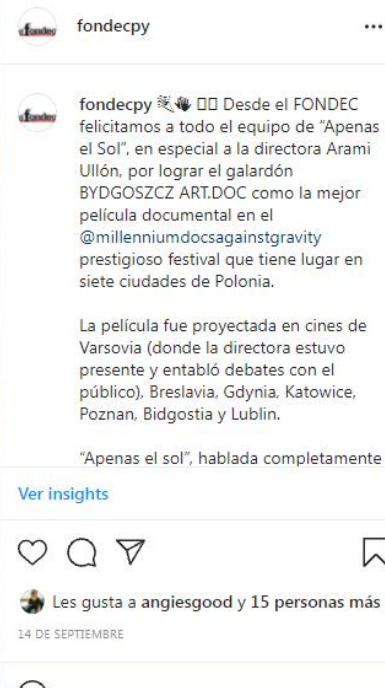 fondec
fondecpy
fondec
fondecpy Desde el FONDEC
felicitamos a todo el equipo de “Apenas
el Sol”, en especial a la directora Arami
Ullón, por lograr el galardón
BYDGOSZCZ ART.DOC como la mejor
película documental en el
@millenniumdocsagainstgravity
prestigioso festival que tiene lugar en
siete ciudades de Polonia.
La película fue proyectada en cines de
Varsovia (donde la directora estuvo
presente y entabló debates con el
público), Breslavia, Gdynia, Katowice,
Poznan, Bidgostia y Lublin.
“Apenas el sol”, hablada completamente
Ver insights
Les gusta a angiesgood y 15 personas más
14 DE SEPTIEMBRE